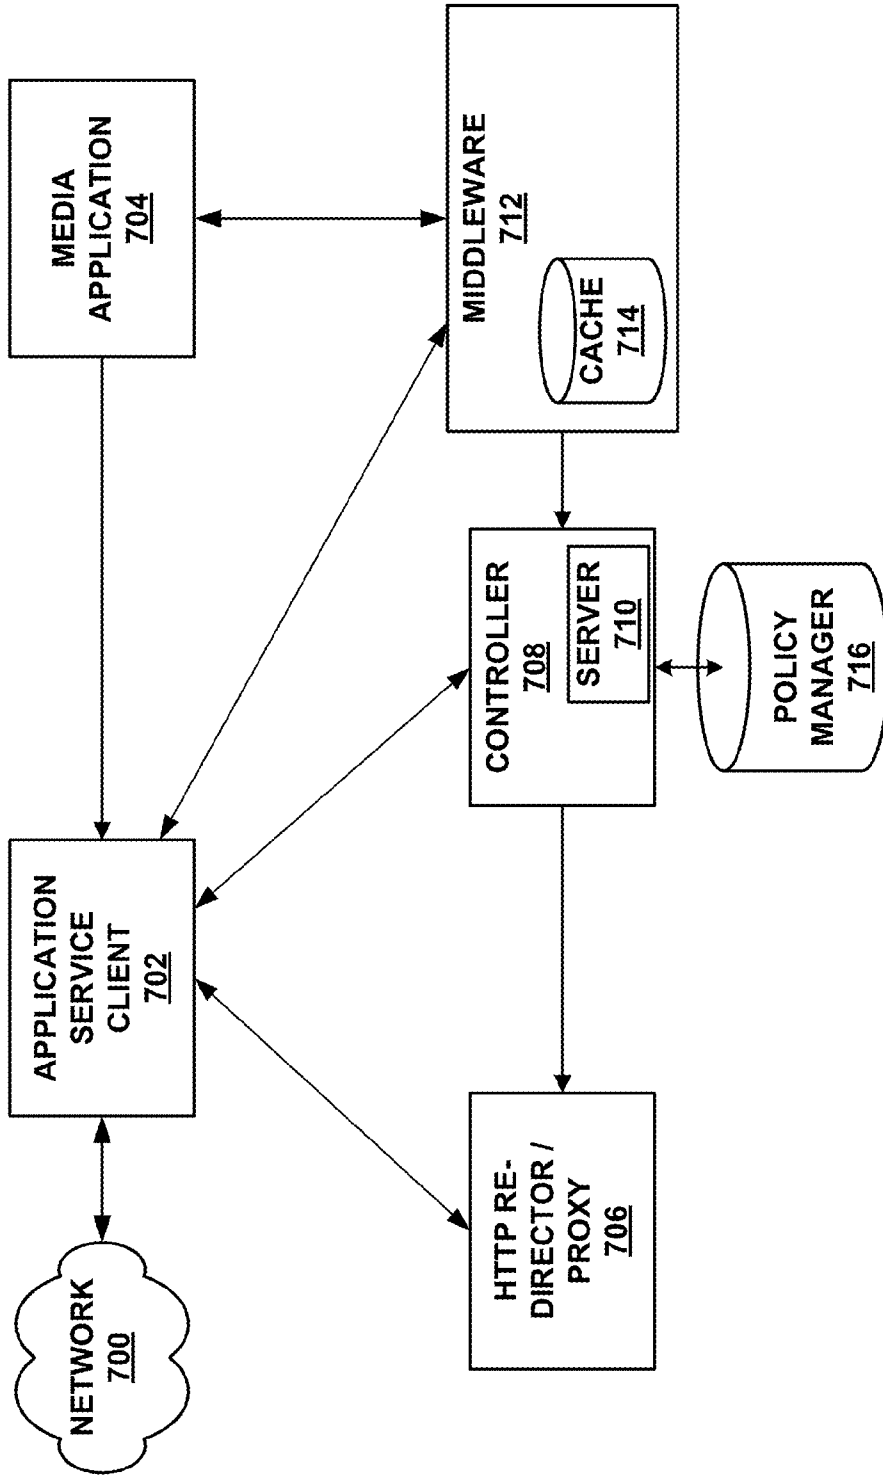 NETWORK
700
APPLICATION
SERVICE
CLIENT
702
MEDIA
APPLICATION
704
HTTP RE-
DIRECTOR /
PROXY
706
CONTROLLER
708
SERVER
710
MIDDLEWARE
712
CACHE
714
POLICY
MANAGER
716